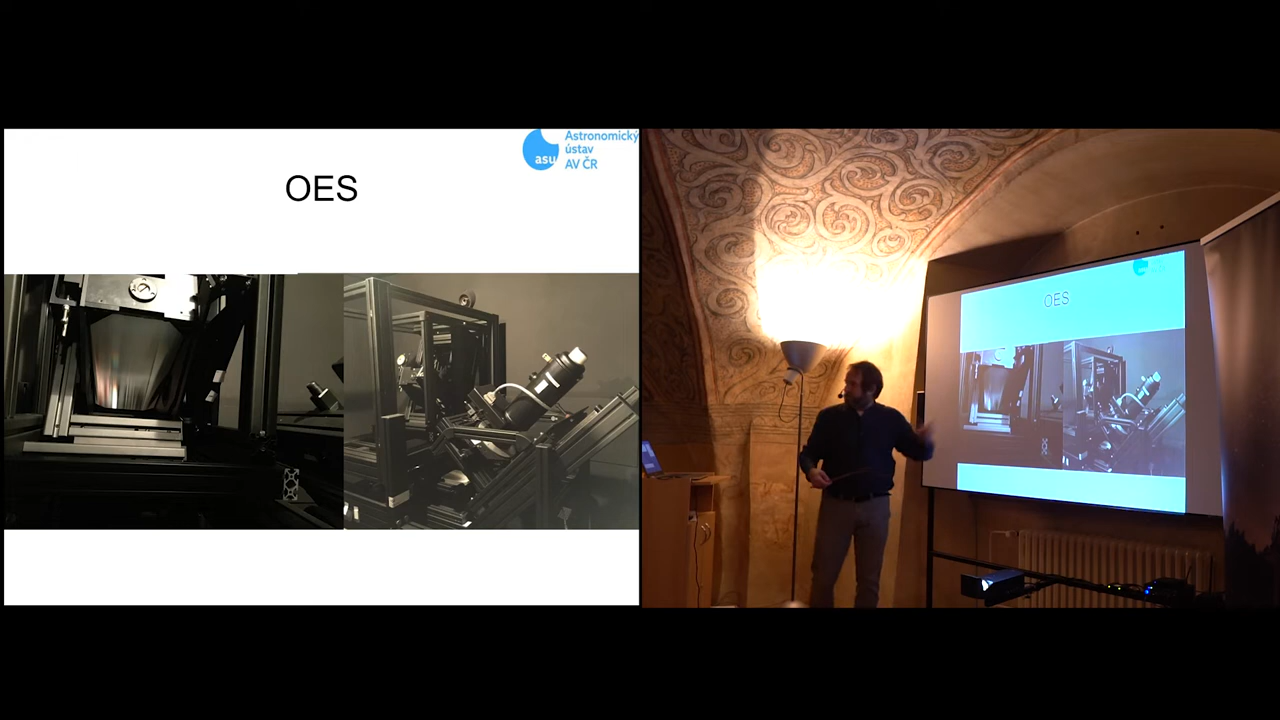 asu
Astronomický
ústav
AV ČR
OES
OES